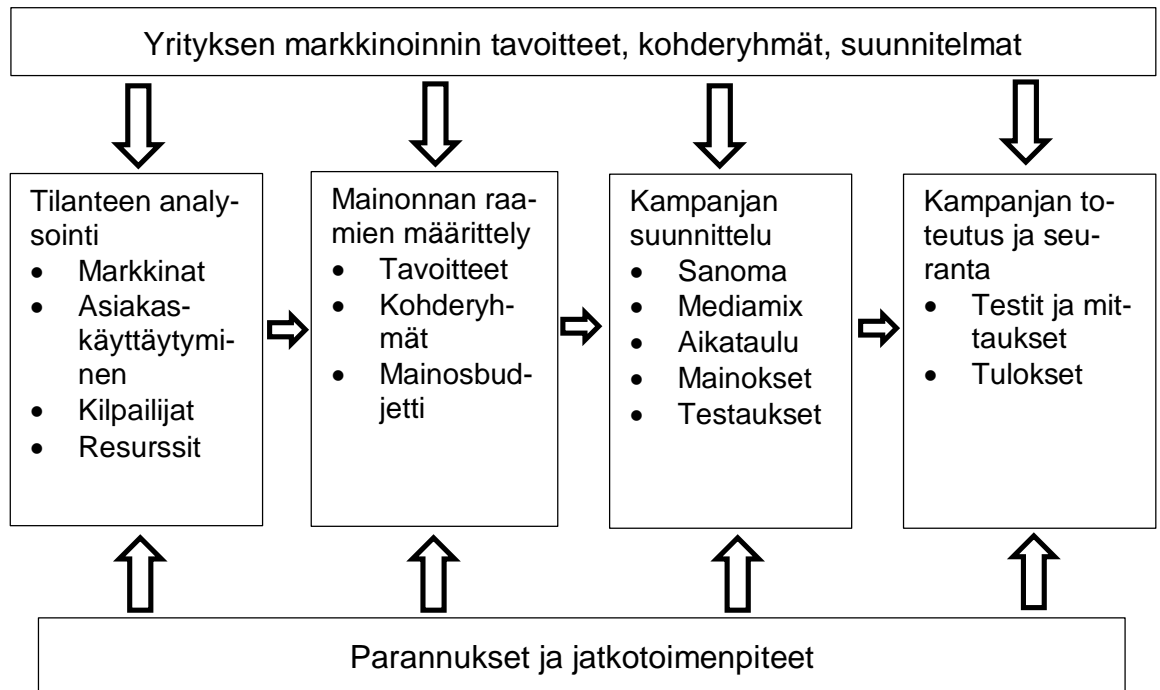 Yrityksen markkinoinnin tavoitteet, kohderyhmät, suunnitelmat
Tilanteen analy-
sointi
• Markkinat
• Asiakas-
käyttäytymi-
nen
• Kilpailijat
• Resurssit
Mainonnan raa-
mien määrittely
• Tavoitteet
• Kohderyh-
mät
• Mainosbud-
jetti
Kampanjan
suunnittelu
• Sanoma
• Mediamix
• Aikataulu
• Mainokset
• Testaukset
Kampanjan to-
teutus ja seu-
ranta
• Testit ja mit-
taukset
• Tulokset
Parannukset ja jatkotoimenpiteet